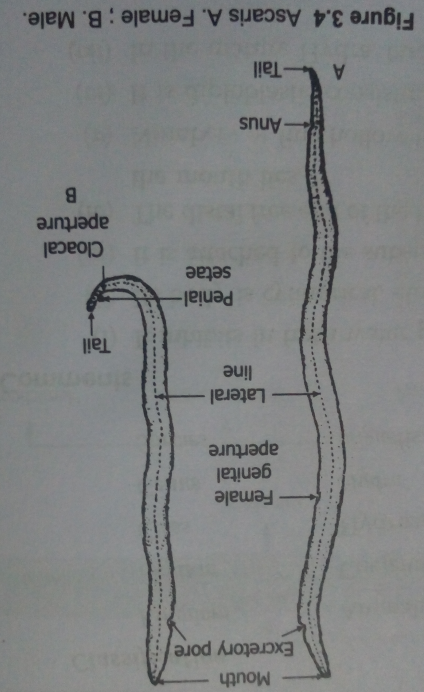 Mouth
Excretory pore
Female
genital
aperture
Lateral
line
Tail
Penial
setae
Cloacal
aperture
B
Anus
A
Tail
Figure 3.4 Ascaris A. Female ; B. Male.